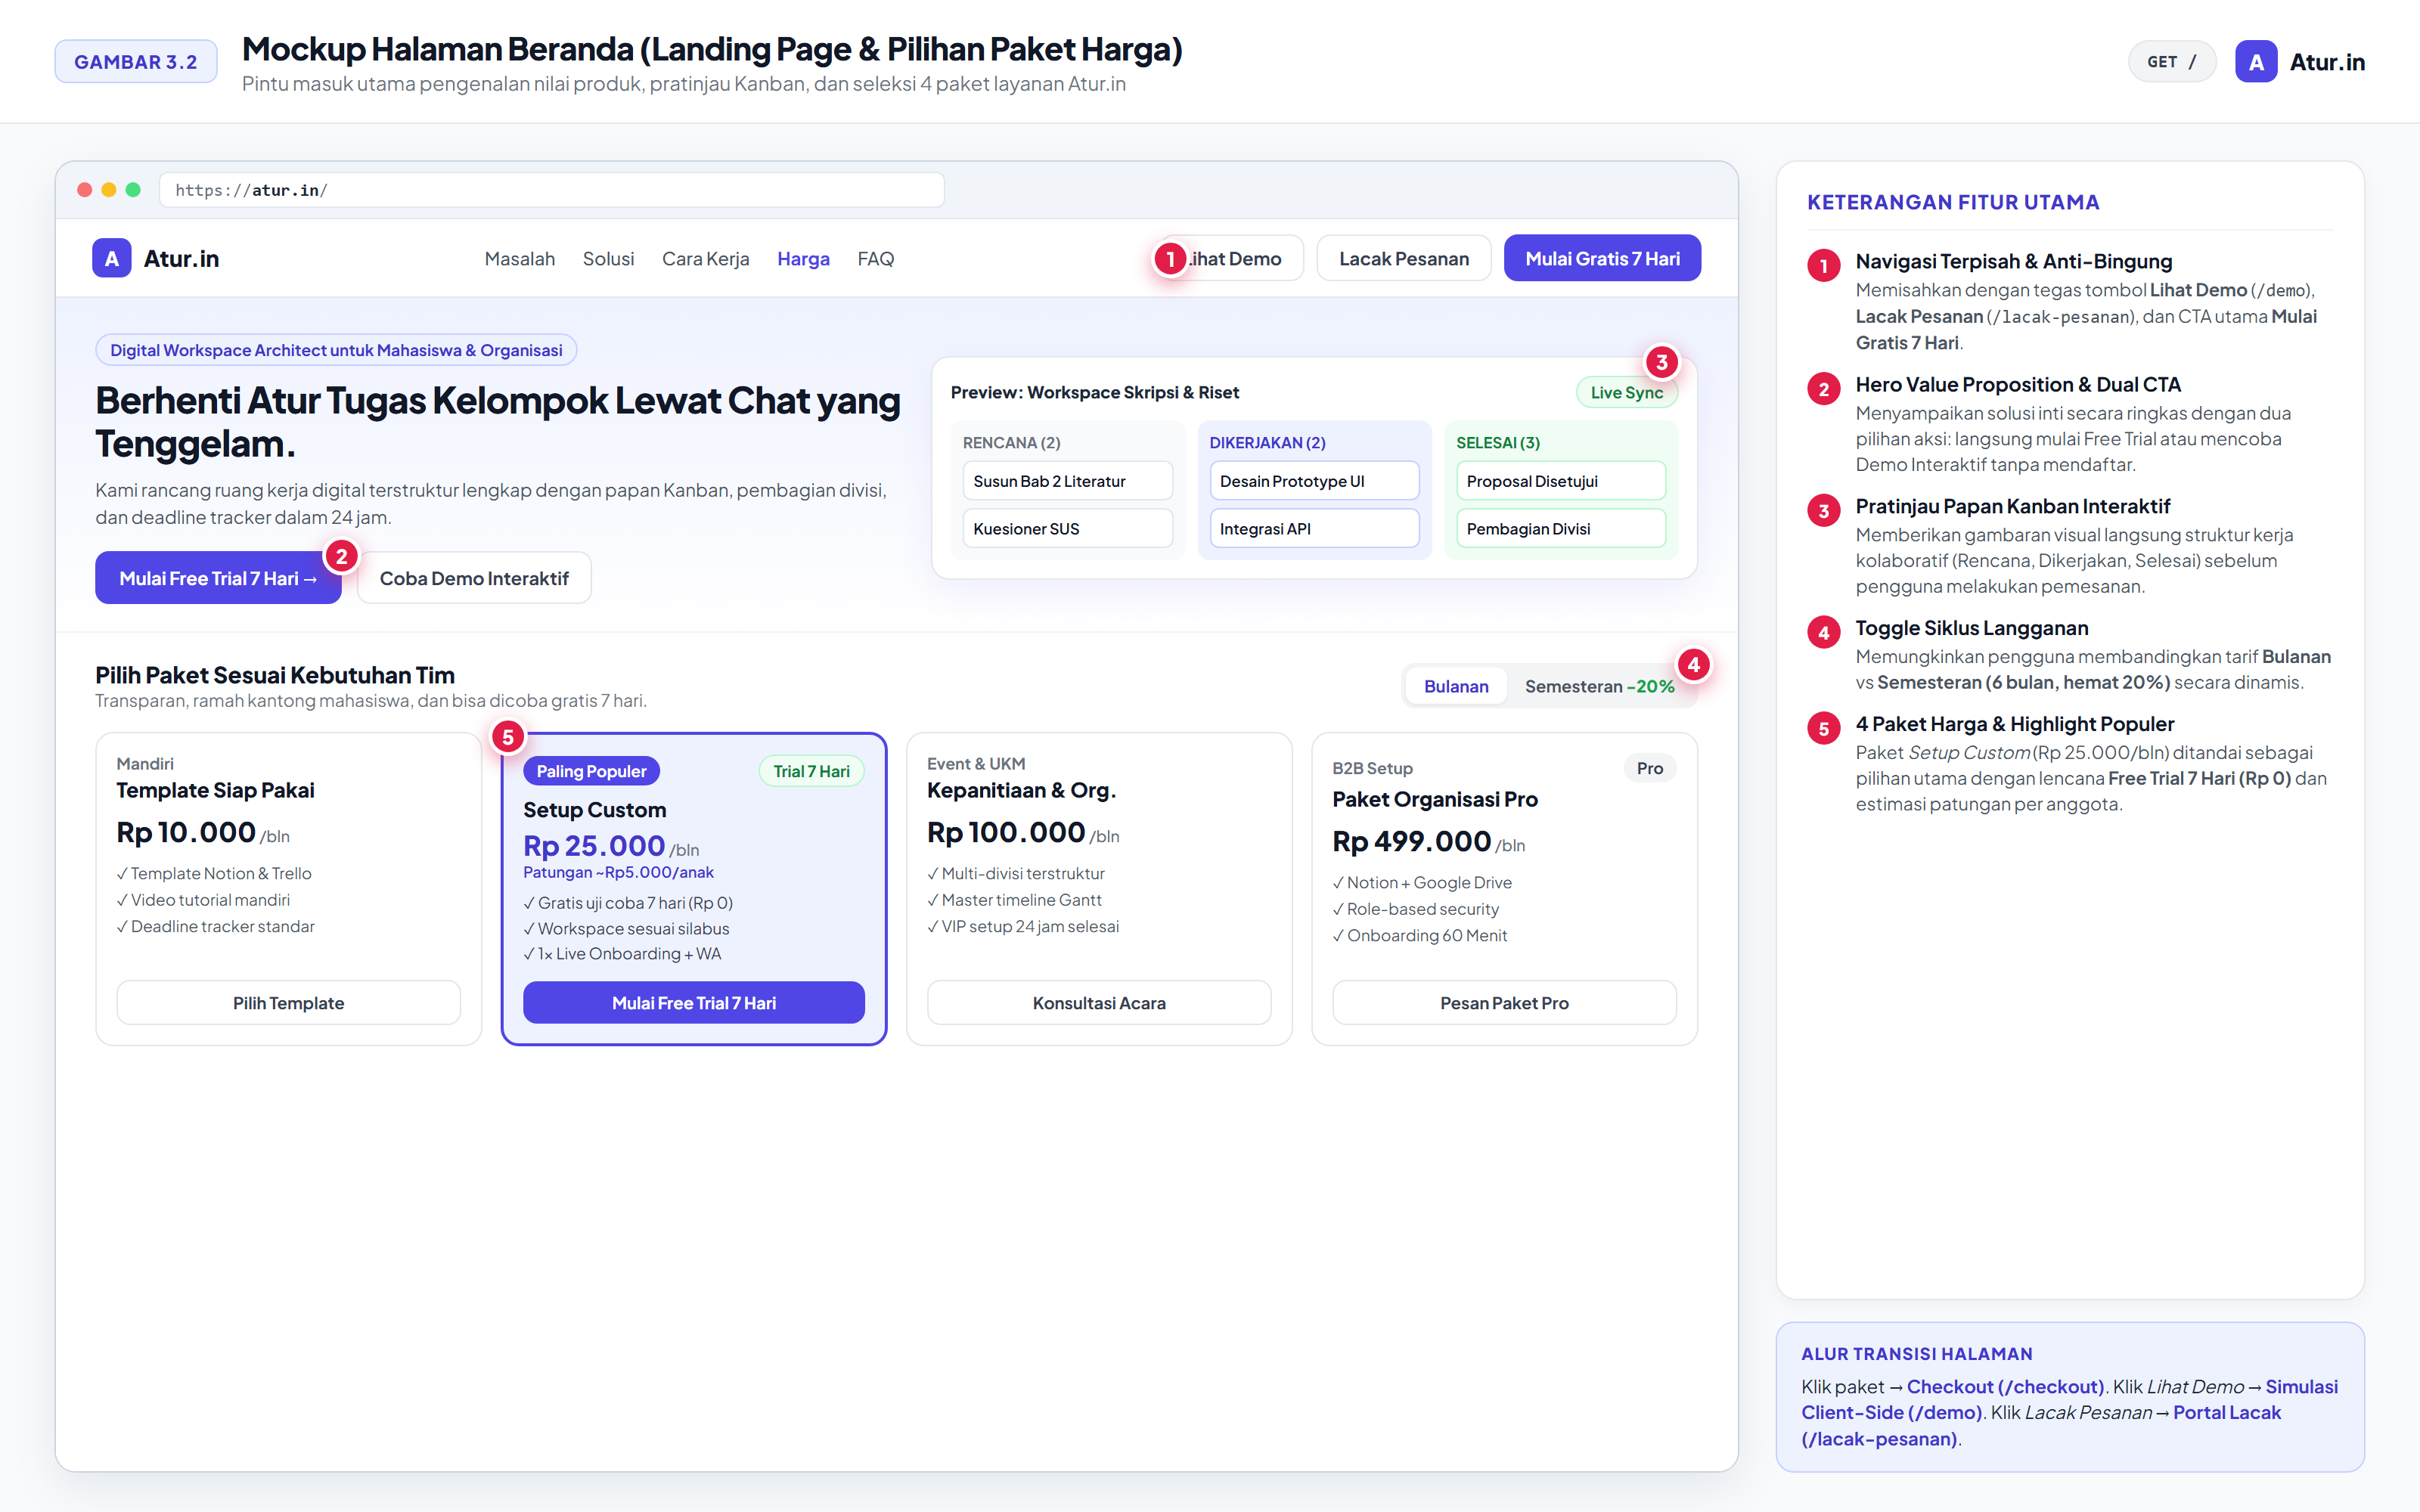 GAMBAR 3.2
Mockup Halaman Beranda (Landing Page & Pilihan Paket Harga)
Pintu masuk utama pengenalan nilai produk, pratinjau Kanban, dan seleksi 4 paket layanan Atur.in
GET /
A
Atur.in
https://atur.in/
A
Atur.in
Masalah
Solusi
Cara Kerja
Harga
FAQ
1
ihat Demo
Lacak Pesanan
Mulai Gratis 7 Hari
Digital Workspace Architect untuk Mahasiswa & Organisasi
Berhenti Atur Tugas Kelompok Lewat Chat yang
Tenggelam.
Kami rancang ruang kerja digital terstruktur lengkap dengan papan Kanban, pembagian divisi,
dan deadline tracker dalam 24 jam.
Mulai Free Trial 7 Hari →
2
Coba Demo Interaktif
3
Preview: Workspace Skripsi & Riset
Live Sync
RENCANA (2)
Susun Bab 2 Literatur
Kuesioner SUS
DIKERJAKAN (2)
Desain Prototype UI
Integrasi API
SELESAI (3)
Proposal Disetujui
Pembagian Divisi
Pilih Paket Sesuai Kebutuhan Tim
Transparan, ramah kantong mahasiswa, dan bisa dicoba gratis 7 hari.
Bulanan
Semesteran -20%
4
Mandiri
Template Siap Pakai
Rp 10.000 /bln
✓ Template Notion & Trello
✓ Video tutorial mandiri
✓ Deadline tracker standar
Pilih Template
5
Paling Populer
Trial 7 Hari
Setup Custom
Rp 25.000 /bln
Patungan ~Rp5.000/anak
✓ Gratis uji coba 7 hari (Rp 0)
✓ Workspace sesuai silabus
✓ 1x Live Onboarding + WA
Mulai Free Trial 7 Hari
Event & UKM
Kepanitiaan & Org.
Rp 100.000 /bln
✓ Multi-divisi terstruktur
✓ Master timeline Gantt
✓ VIP setup 24 jam selesai
Konsultasi Acara
B2B Setup
Pro
Paket Organisasi Pro
Rp 499.000 /bln
✓ Notion + Google Drive
✓ Role-based security
✓ Onboarding 60 Menit
Pesan Paket Pro
KETERANGAN FITUR UTAMA
1
Navigasi Terpisah & Anti-Bingung
Memisahkan dengan tegas tombol Lihat Demo (/demo),
Lacak Pesanan (/lacak-pesanan), dan CTA utama Mulai
Gratis 7 Hari.
2
Hero Value Proposition & Dual CTA
Menyampaikan solusi inti secara ringkas dengan dua
pilihan aksi: langsung mulai Free Trial atau mencoba
Demo Interaktif tanpa mendaftar.
3
Pratinjau Papan Kanban Interaktif
Memberikan gambaran visual langsung struktur kerja
kolaboratif (Rencana, Dikerjakan, Selesai) sebelum
pengguna melakukan pemesanan.
4
Toggle Siklus Langganan
Memungkinkan pengguna membandingkan tarif Bulanan
vs Semesteran (6 bulan, hemat 20%) secara dinamis.
5
4 Paket Harga & Highlight Populer
Paket Setup Custom (Rp 25.000/bln) ditandai sebagai
pilihan utama dengan lencana Free Trial 7 Hari (Rp 0) dan
estimasi patungan per anggota.
ALUR TRANSISI HALAMAN
Klik paket → Checkout (/checkout). Klik Lihat Demo → Simulasi
Client-Side (/demo). Klik Lacak Pesanan → Portal Lacak
(/lacak-pesanan).